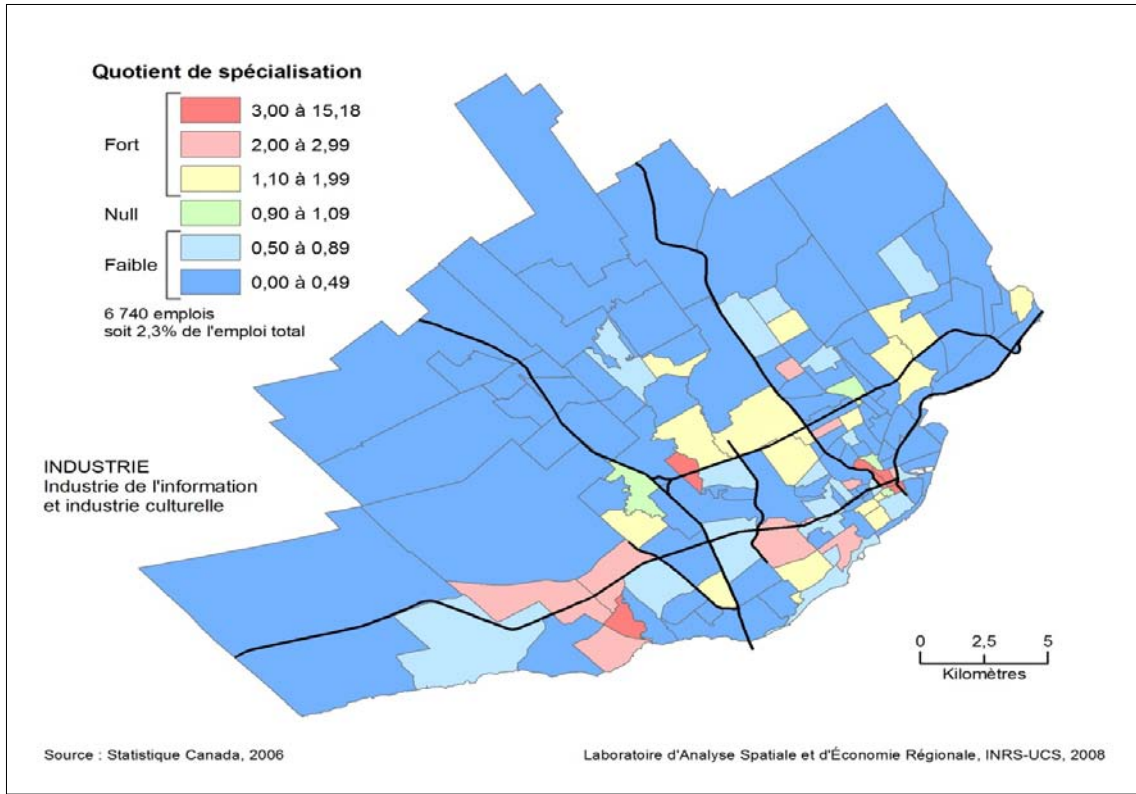 Quotient de spécialisation
Fort
3,00 à 15,18
2,00 à 2,99
1,10 à 1,99
Null
0,90 à 1,09
Faible
0,50 à 0,89
0,00 à 0,49
6 740 emplois
soit 2,3% de l'emploi total
INDUSTRIE
Industrie de l'information
et industrie culturelle
0 2,5 5
Kilomètres
Source : Statistique Canada, 2006
Laboratoire d'Analyse Spatiale et d'Économie Régionale, INRS-UCS, 2008